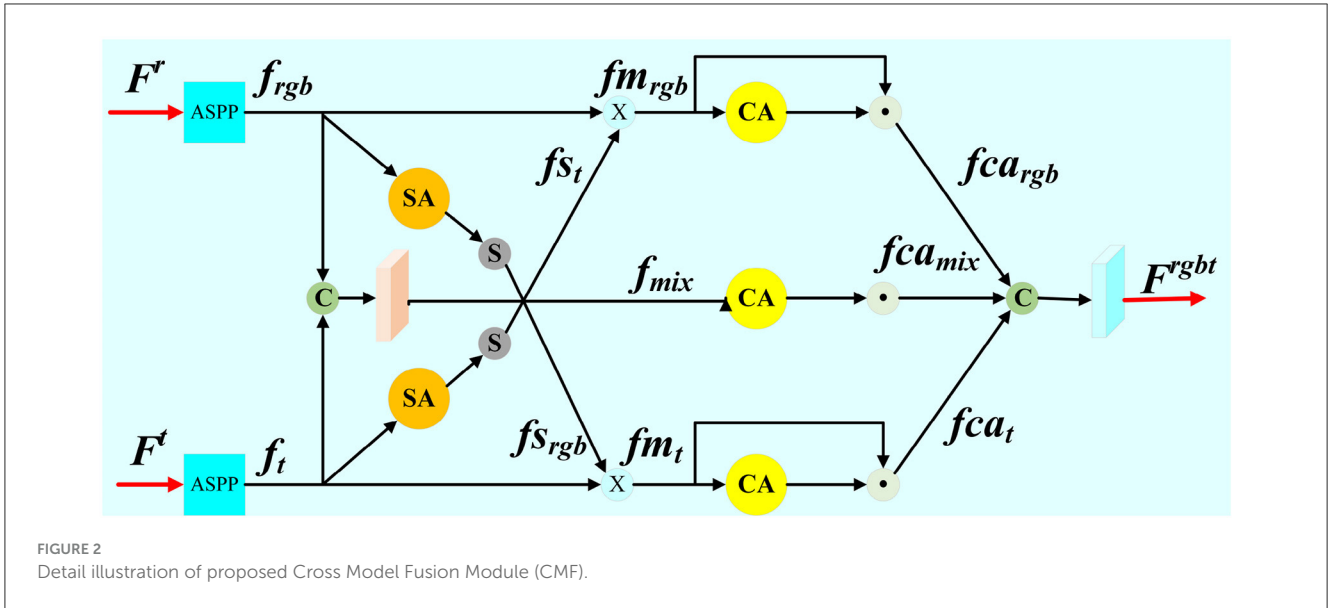 F^r
f_rgb
fm_rgb
ASPP
X
CA
•
fs_t
fca_rgb
SA
S
f_mix
fca_mix
F^rgbt
C
CA
•
C
S
SA
fs_rgb
fca_t
F^t
f_t
fm_t
ASPP
X
CA
•
FIGURE 2
Detail illustration of proposed Cross Model Fusion Module (CMF).